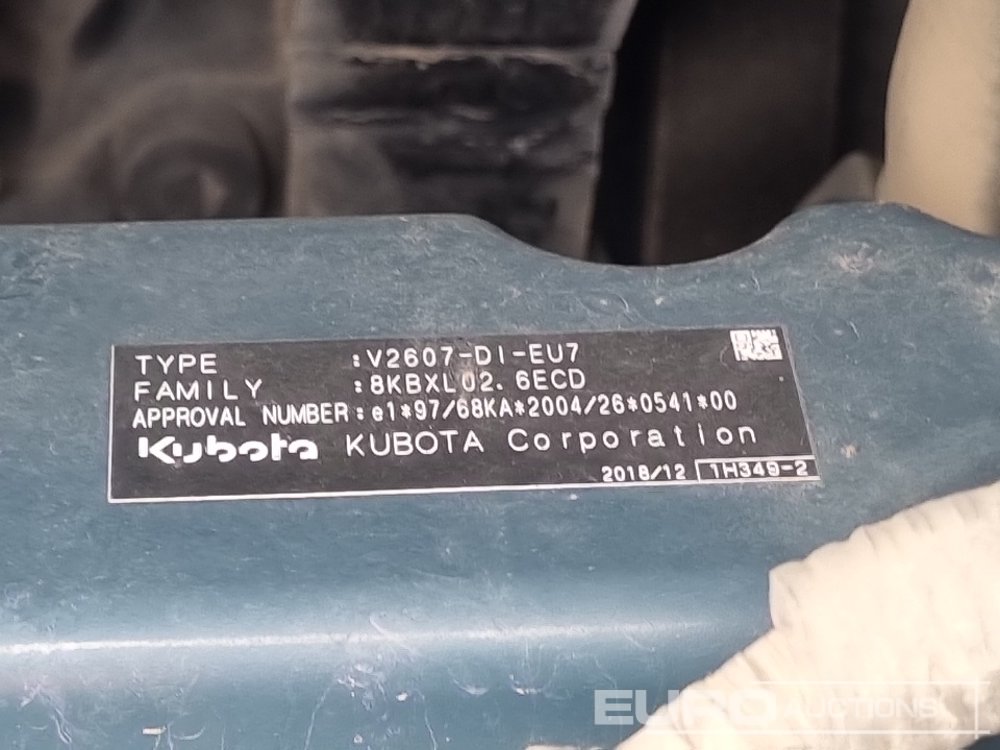 TYPE :V2607-DI-EU7
FAMILY :8KBXL02.6ECD
APPROVAL NUMBER:e1*97/68KA*2004/26*0541*00
Kubota KUBOTA Corporation
2018/12 1H349-2
EURO AUCTIONS